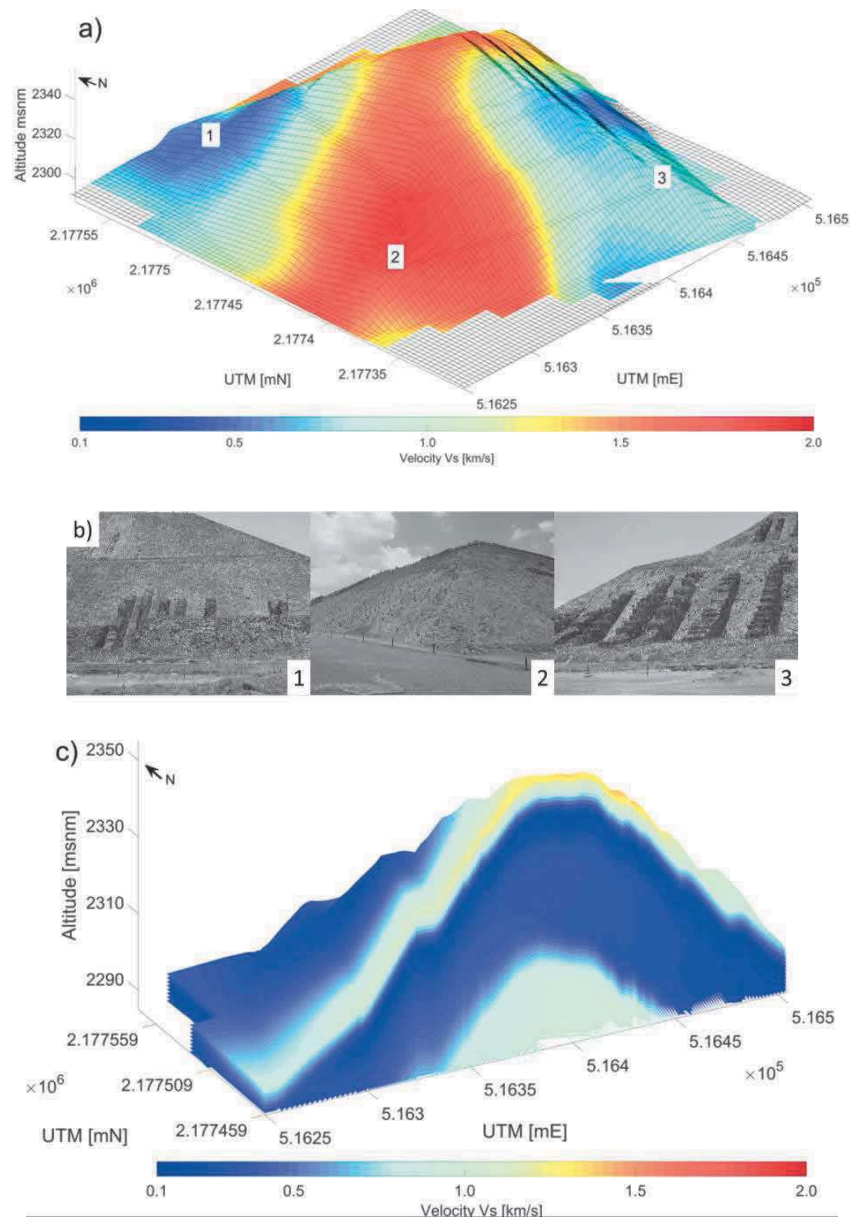 a)
N
Altitude msnm
2340
2320
2300
1
2
3
2.17755
2.1775
2.17745
2.1774
2.17735
×10⁶
UTM [mN]
5.165
5.1645
5.164
5.1635
5.163
5.1625
×10⁵
UTM [mE]
0.1 0.5 1.0 1.5 2.0
Velocity Vs [km/s]
b)
1 2 3
c)
N
Altitude [msnm]
2350
2330
2310
2290
2.177559
2.177509
2.177459
×10⁶
UTM [mN]
5.165
5.1645
5.164
5.1635
5.163
5.1625
×10⁵
UTM [mE]
0.1 0.5 1.0 1.5 2.0
Velocity Vs [km/s]